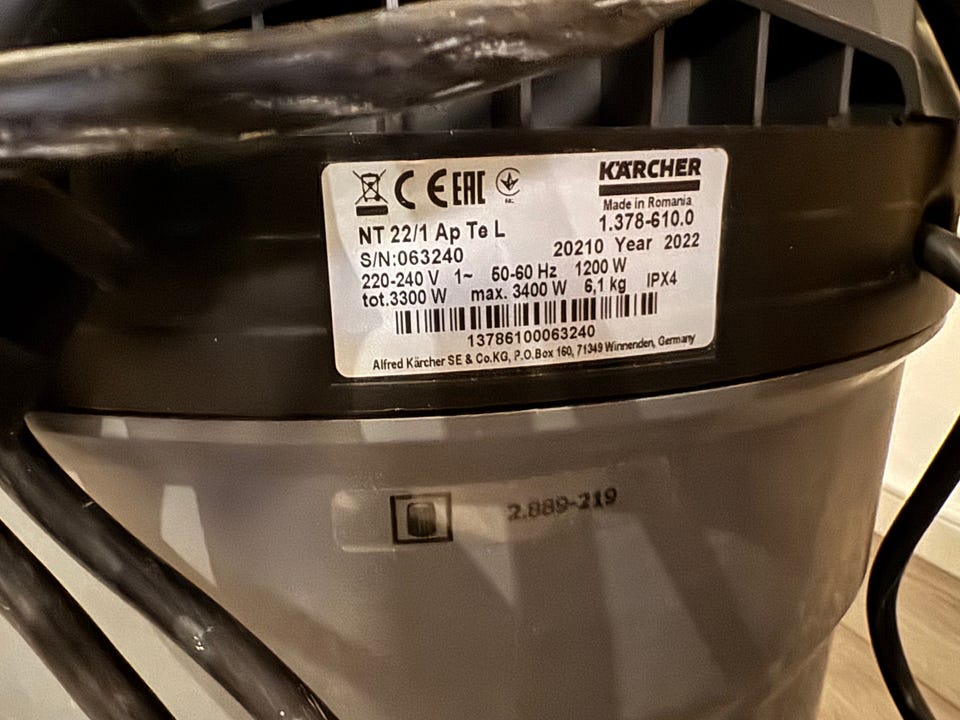 CE EAC
KÄRCHER
Made in Romania
NT 22/1 Ap Te L 1.378-610.0
S/N:063240 20210 Year 2022
220-240 V 1~ 50-60 Hz 1200 W
tot.3300 W max. 3400 W 6,1 kg IPX4
13786100063240
Alfred Kärcher SE & Co.KG, P.O.Box 160, 71349 Winnenden, Germany
2.889-219